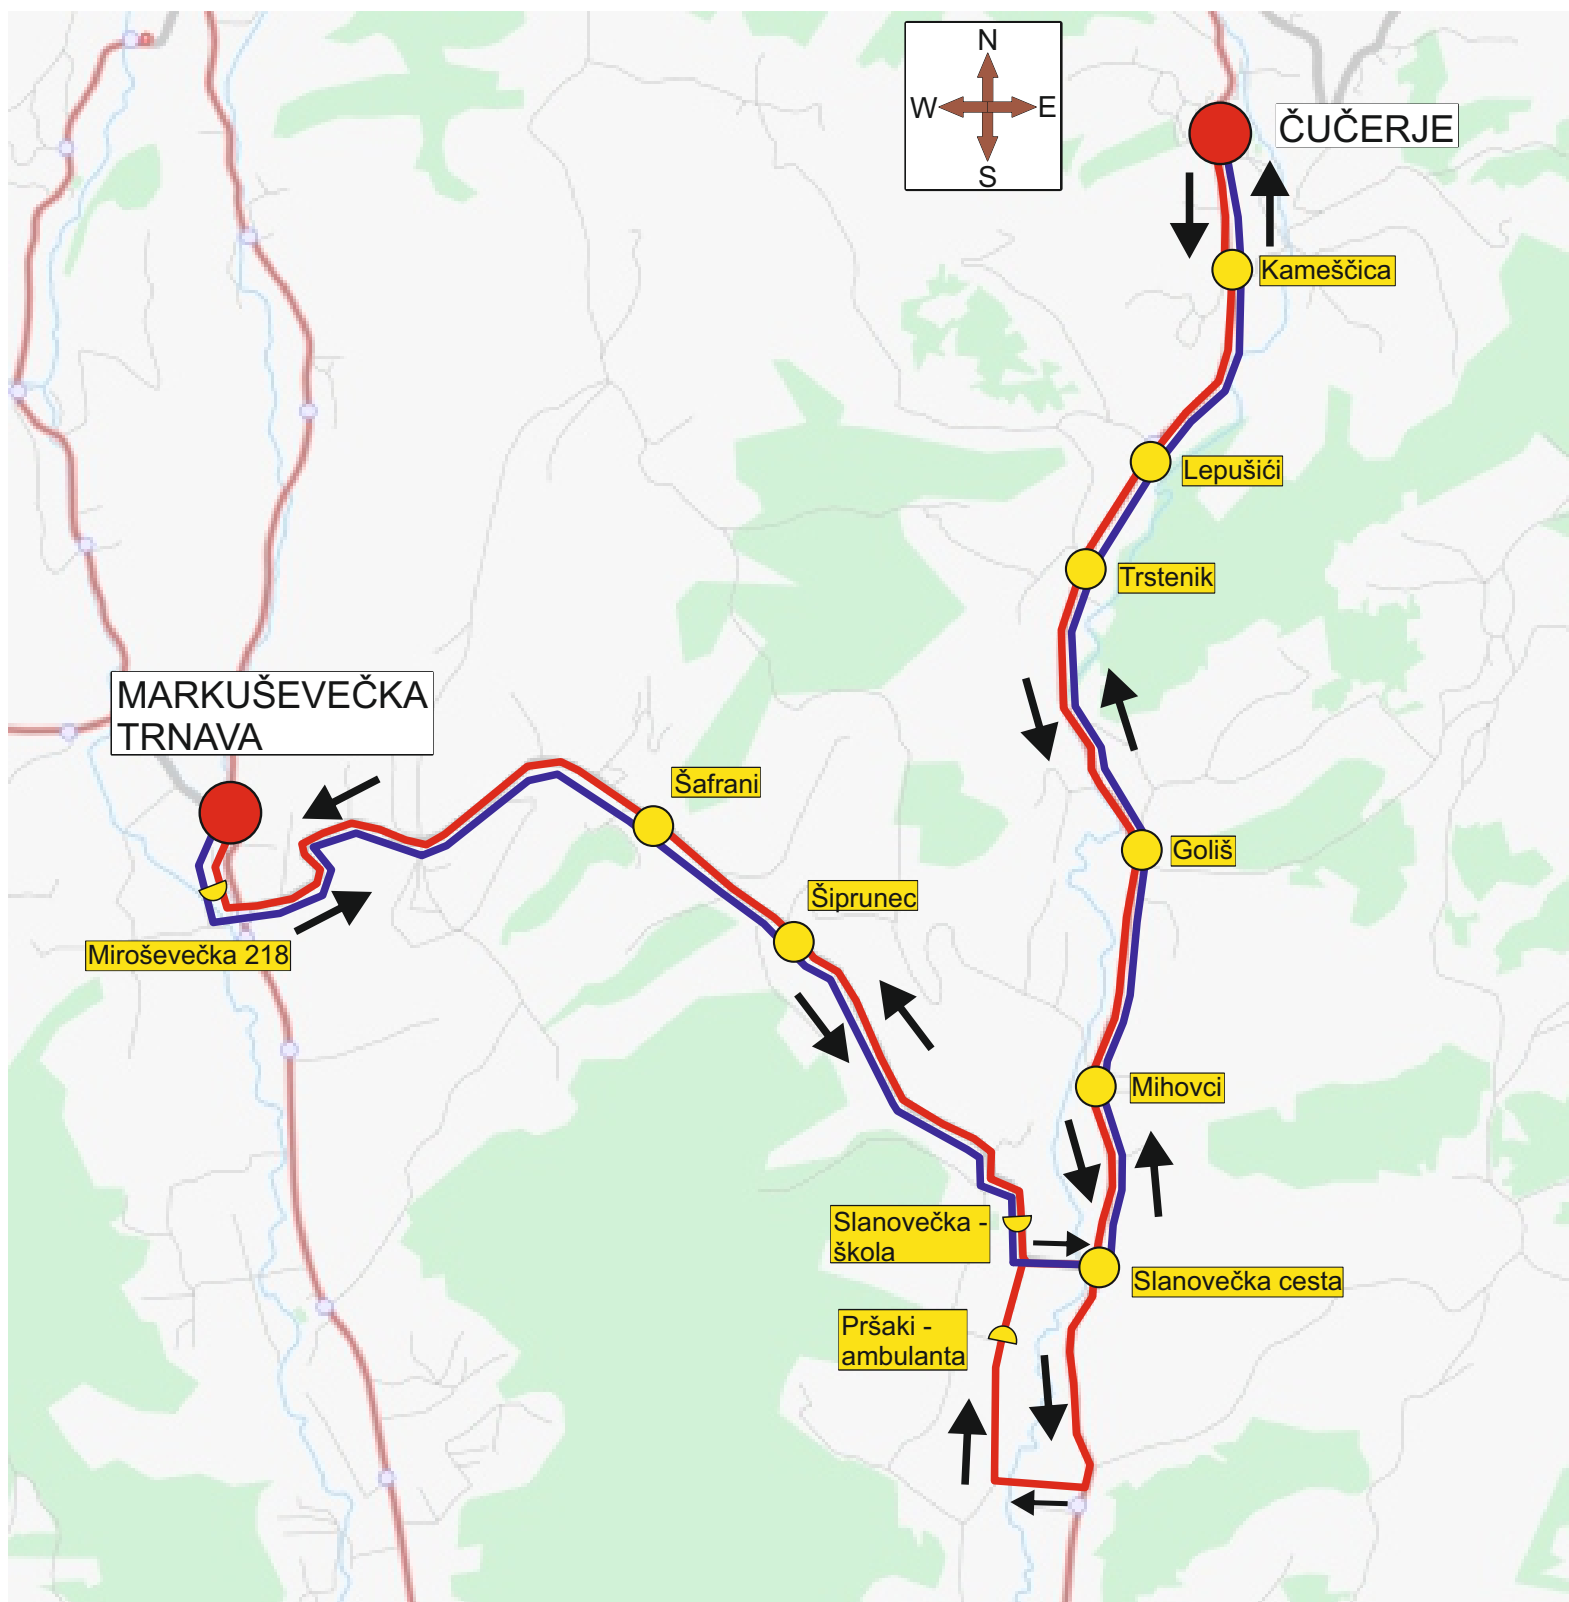 N
W
E
S
ČUČERJE
Kameščica
Lepušići
Trstenik
MARKUŠEVEČKA
TRNAVA
Šafrani
Goliš
Šiprunec
Miroševečka 218
Mihovci
Slanovečka -
škola
Slanovečka cesta
Pršaki -
ambulanta